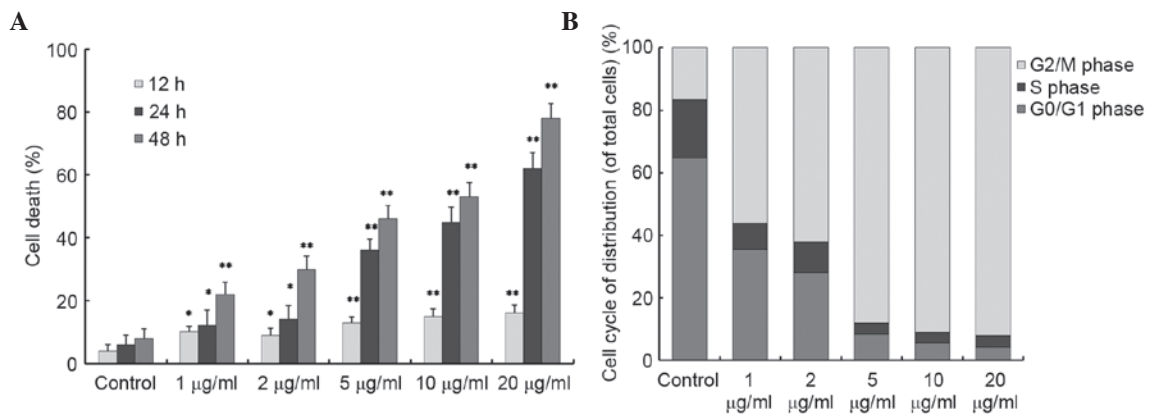 A
Cell death (%)
100
80
60
40
20
0
12 h
24 h
48 h
* * **
* * **
** ** **
** ** **
** ** **
Control 1 μg/ml 2 μg/ml 5 μg/ml 10 μg/ml 20 μg/ml
B
Cell cycle of distribution (of total cells) (%)
100
80
60
40
20
0
G2/M phase
S phase
G0/G1 phase
Control 1 2 5 10 20
μg/ml μg/ml μg/ml μg/ml μg/ml